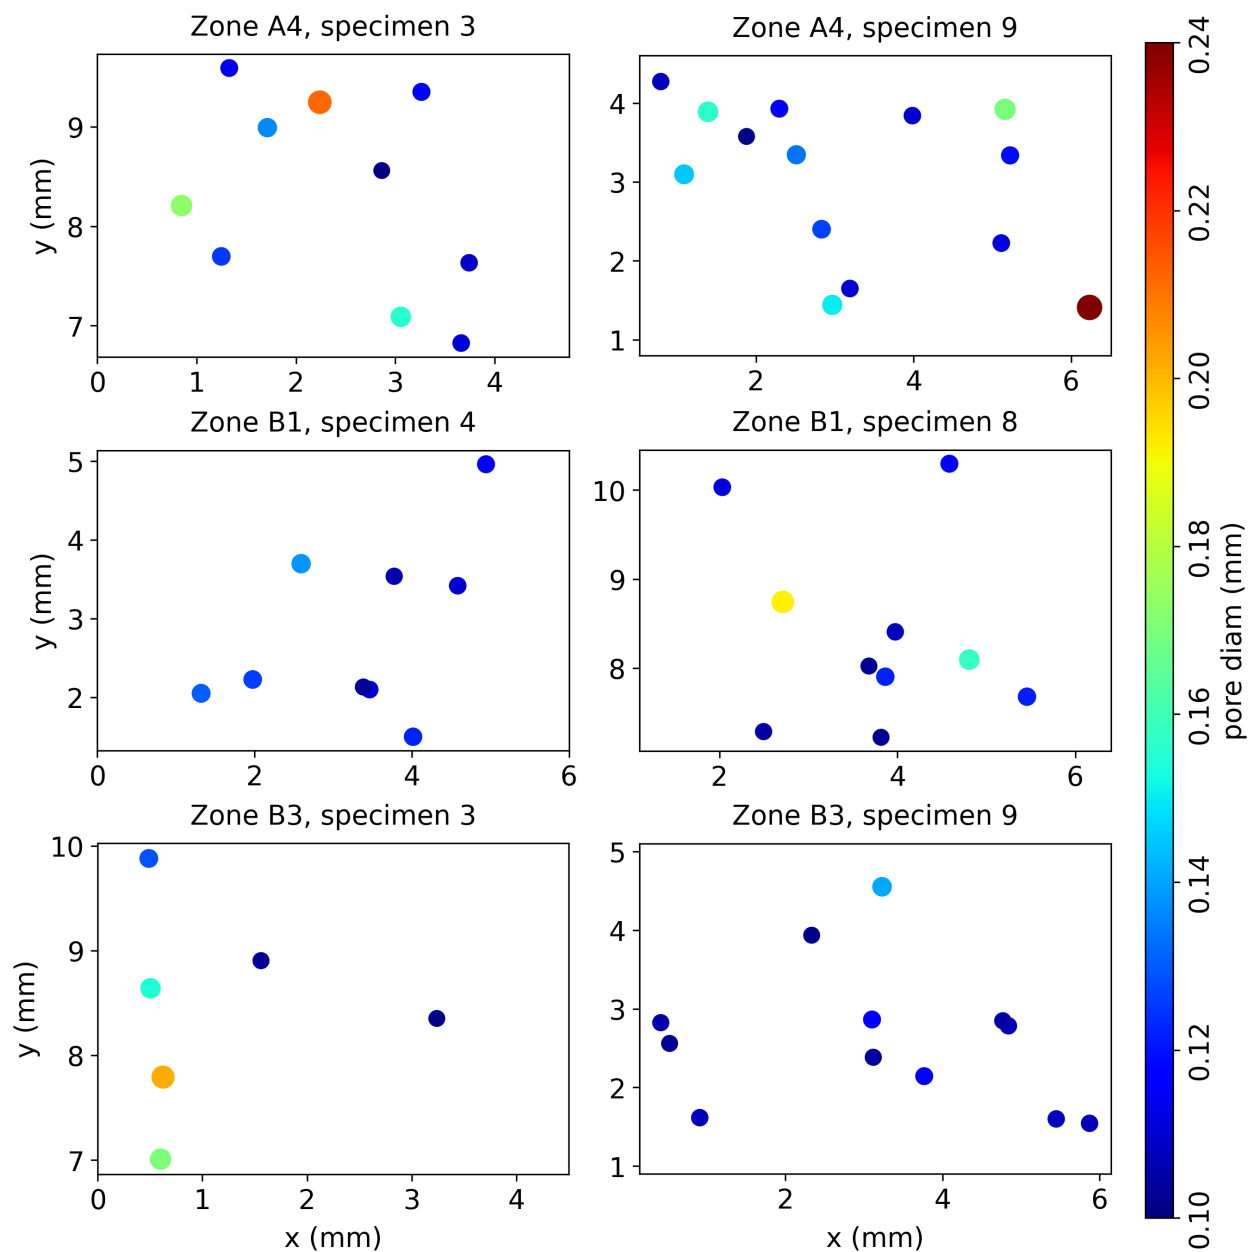 Zone A4, specimen 3
y (mm)
9
8
7
0 1 2 3 4
Zone A4, specimen 9
4
3
2
1
2 4 6
Zone B1, specimen 4
y (mm)
5
4
3
2
0 2 4 6
Zone B1, specimen 8
10
9
8
2 4 6
Zone B3, specimen 3
y (mm)
10
9
8
7
0 1 2 3 4
x (mm)
Zone B3, specimen 9
5
4
3
2
1
2 4 6
x (mm)
0.24
0.22
0.20
0.18
0.16
0.14
0.12
0.10
pore diam (mm)